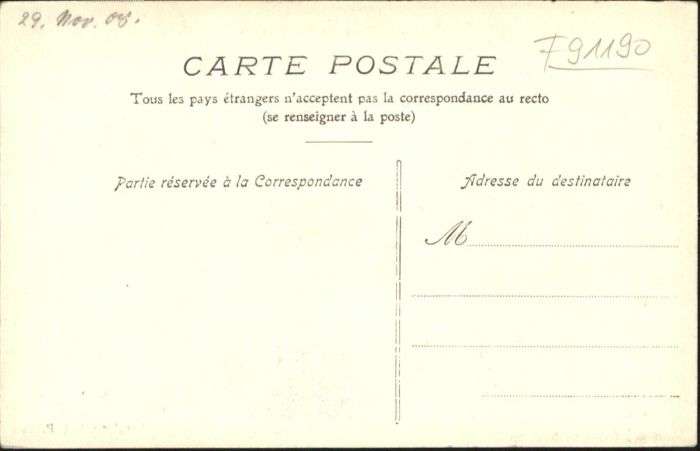 29. Nov. 05.
F91190
CARTE POSTALE
Tous les pays étrangers n'acceptent pas la correspondance au recto
(se renseigner à la poste)
Partie réservée à la Correspondance
Adresse du destinataire
M